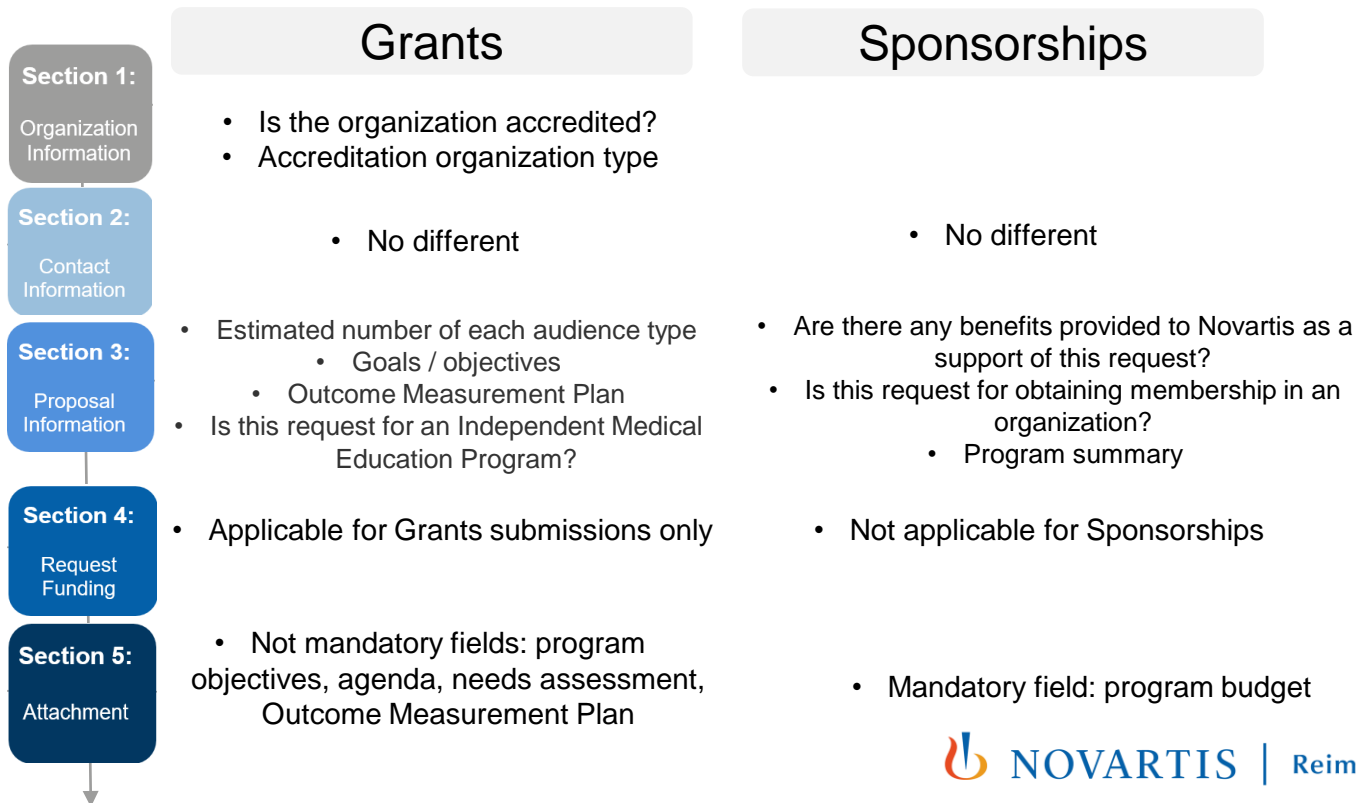 Grants
Sponsorships
Section 1:
Organization
Information
• Is the organization accredited?
• Accreditation organization type
Section 2:
Contact
Information
• No different
• No different
Section 3:
Proposal
Information
• Estimated number of each audience type
• Goals / objectives
• Outcome Measurement Plan
• Is this request for an Independent Medical
Education Program?
• Are there any benefits provided to Novartis as a
support of this request?
• Is this request for obtaining membership in an
organization?
• Program summary
Section 4:
Request
Funding
• Applicable for Grants submissions only
• Not applicable for Sponsorships
Section 5:
Attachment
• Not mandatory fields: program
objectives, agenda, needs assessment,
Outcome Measurement Plan
• Mandatory field: program budget
NOVARTIS | Reim